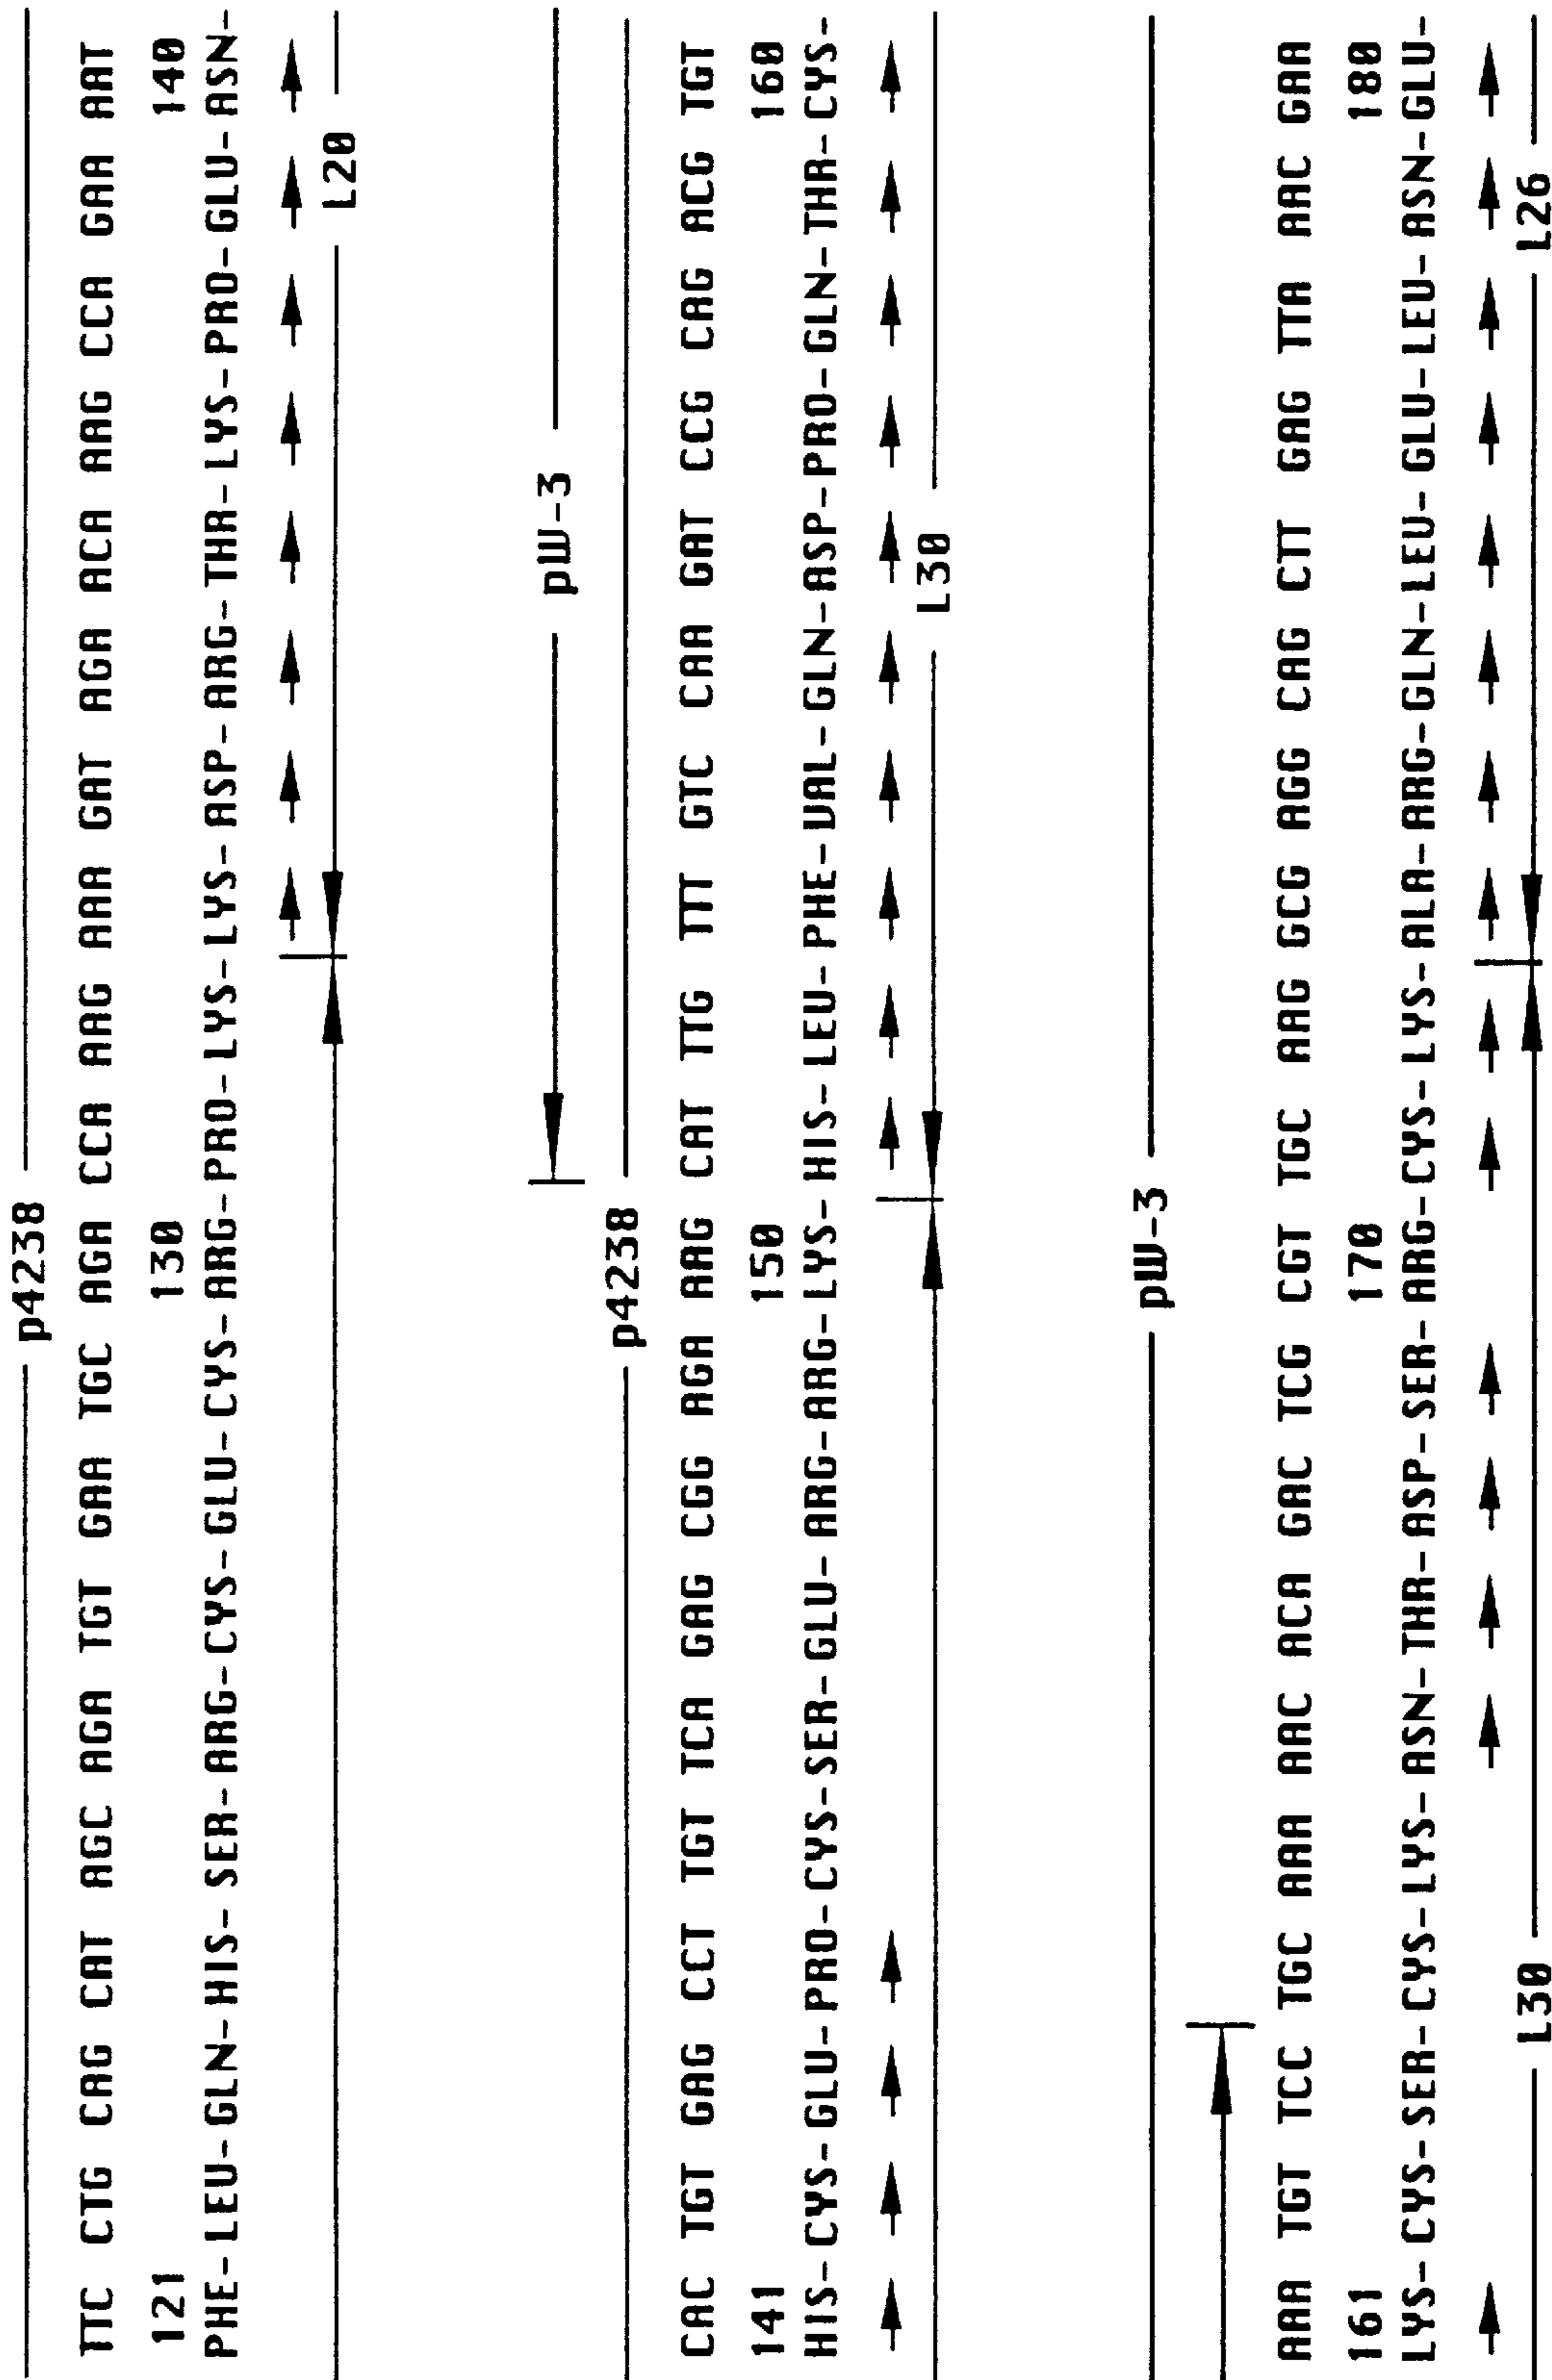 p4238
TTC CTG CAG CAT AGC AGA TGT GAA TGC AGA CCA AAG AAA GAT AGA ACA AAG CCA GAA AAT
121 130 140
PHE-LEU-GLN-HIS-SER-ARG-CYS-GLU-CYS-ARG-PRO-LYS-LYS-ASP-ARG-THR-LYS-PRO-GLU-ASN-
L20
pW-3
p4238
CAC TGT GAG CCT TGT TCA GAG CGG AGA AAG CAT TTG TTT GTC CAA GAT CCG CAG ACG TGT
141 150 160
HIS-CYS-GLU-PRO-CYS-SER-GLU-ARG-ARG-LYS-HIS-LEU-PHE-VAL-GLN-ASP-PRO-GLN-THR-CYS-
L30
pW-3
AAA TGT TCC TGC AAA AAC ACA GAC TCG CGT TGC AAG GCG AGG CAG CTT GAG TTA AAC GAA
161 170 180
LYS-CYS-SER-CYS-LYS-ASN-THR-ASP-SER-ARG-CYS-LYS-ALA-ARG-GLN-LEU-GLU-LEU-ASN-GLU-
L30 L26